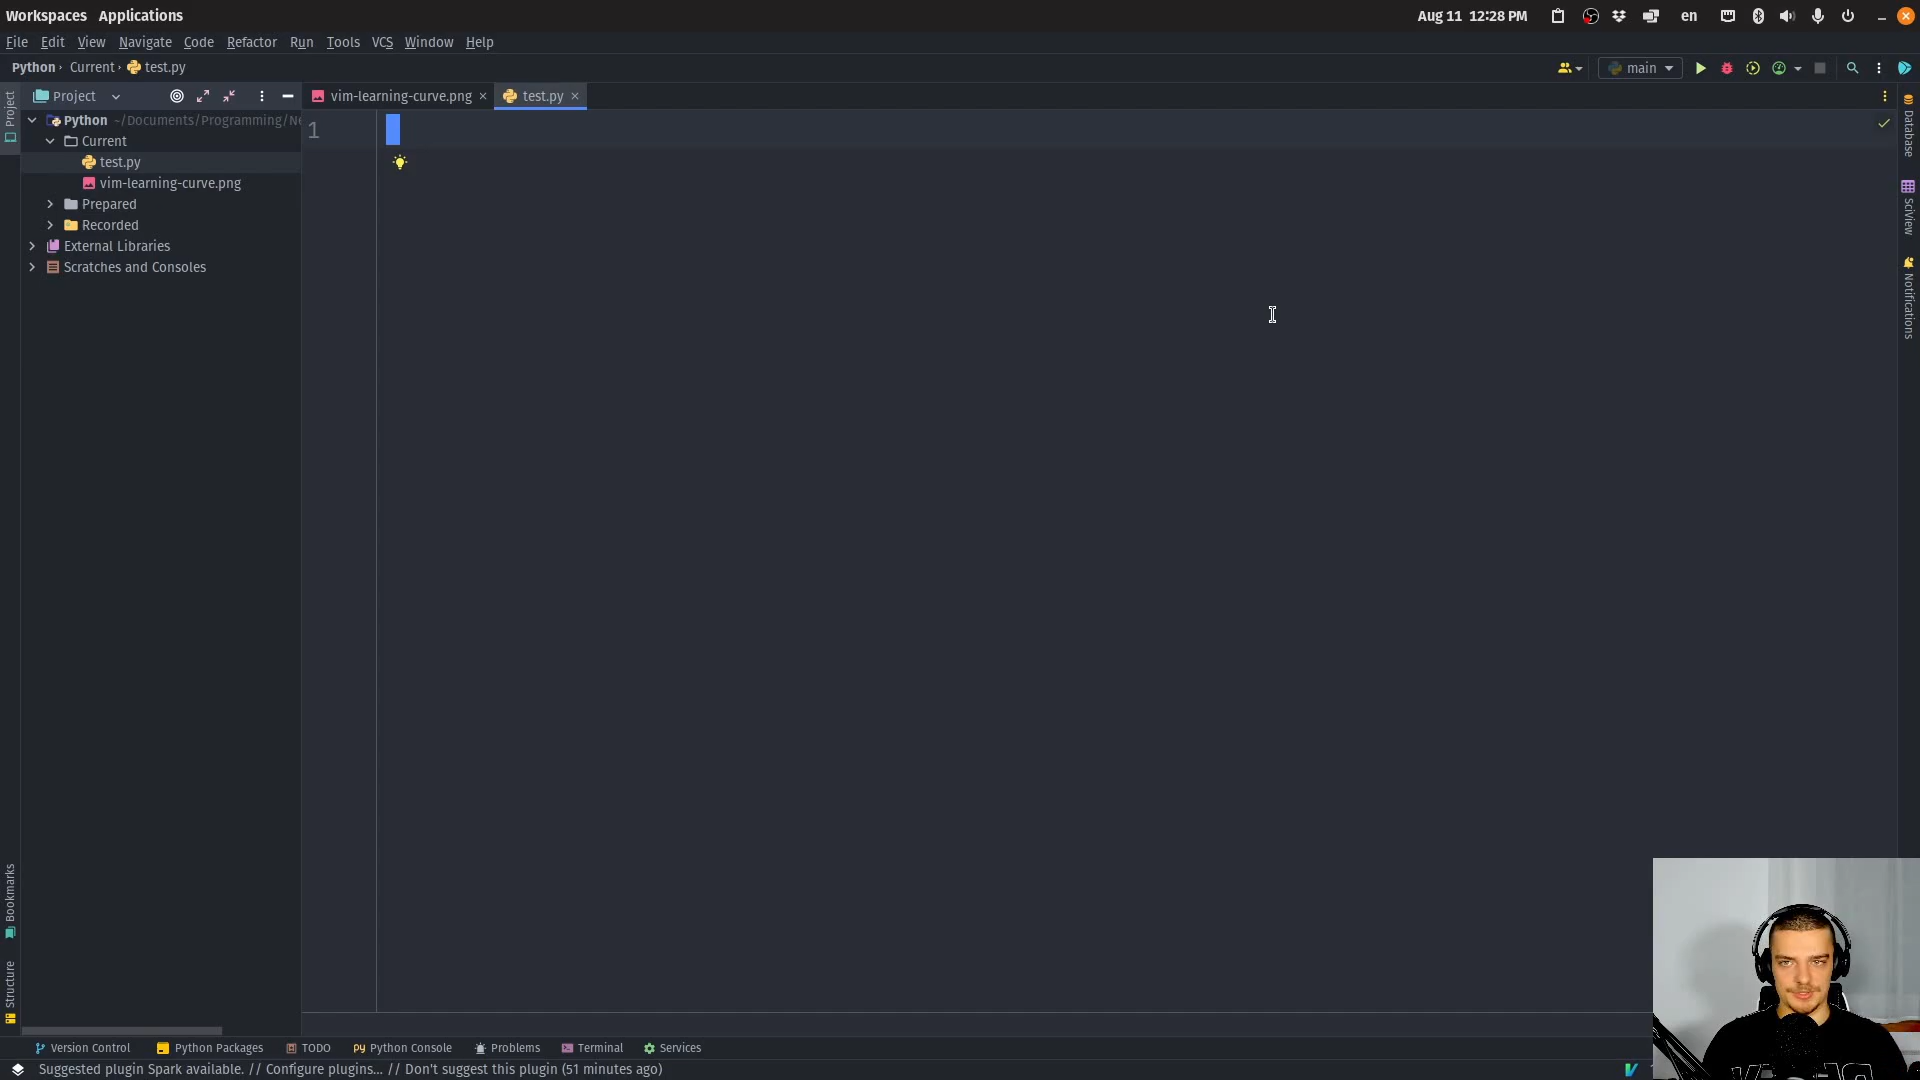 Workspaces Applications Aug 11 12:28 PM en
File Edit View Navigate Code Refactor Run Tools VCS Window Help
Python Current test.py main
Project vim-learning-curve.png test.py
Project
Python ~/Documents/Programming/Ne
Current
test.py
vim-learning-curve.png
Prepared
Recorded
External Libraries
Scratches and Consoles
1
Database
SciView
Notifications
Bookmarks
Structure
Version Control Python Packages TODO Python Console Problems Terminal Services
Suggested plugin Spark available. // Configure plugins... // Don't suggest this plugin (51 minutes ago)